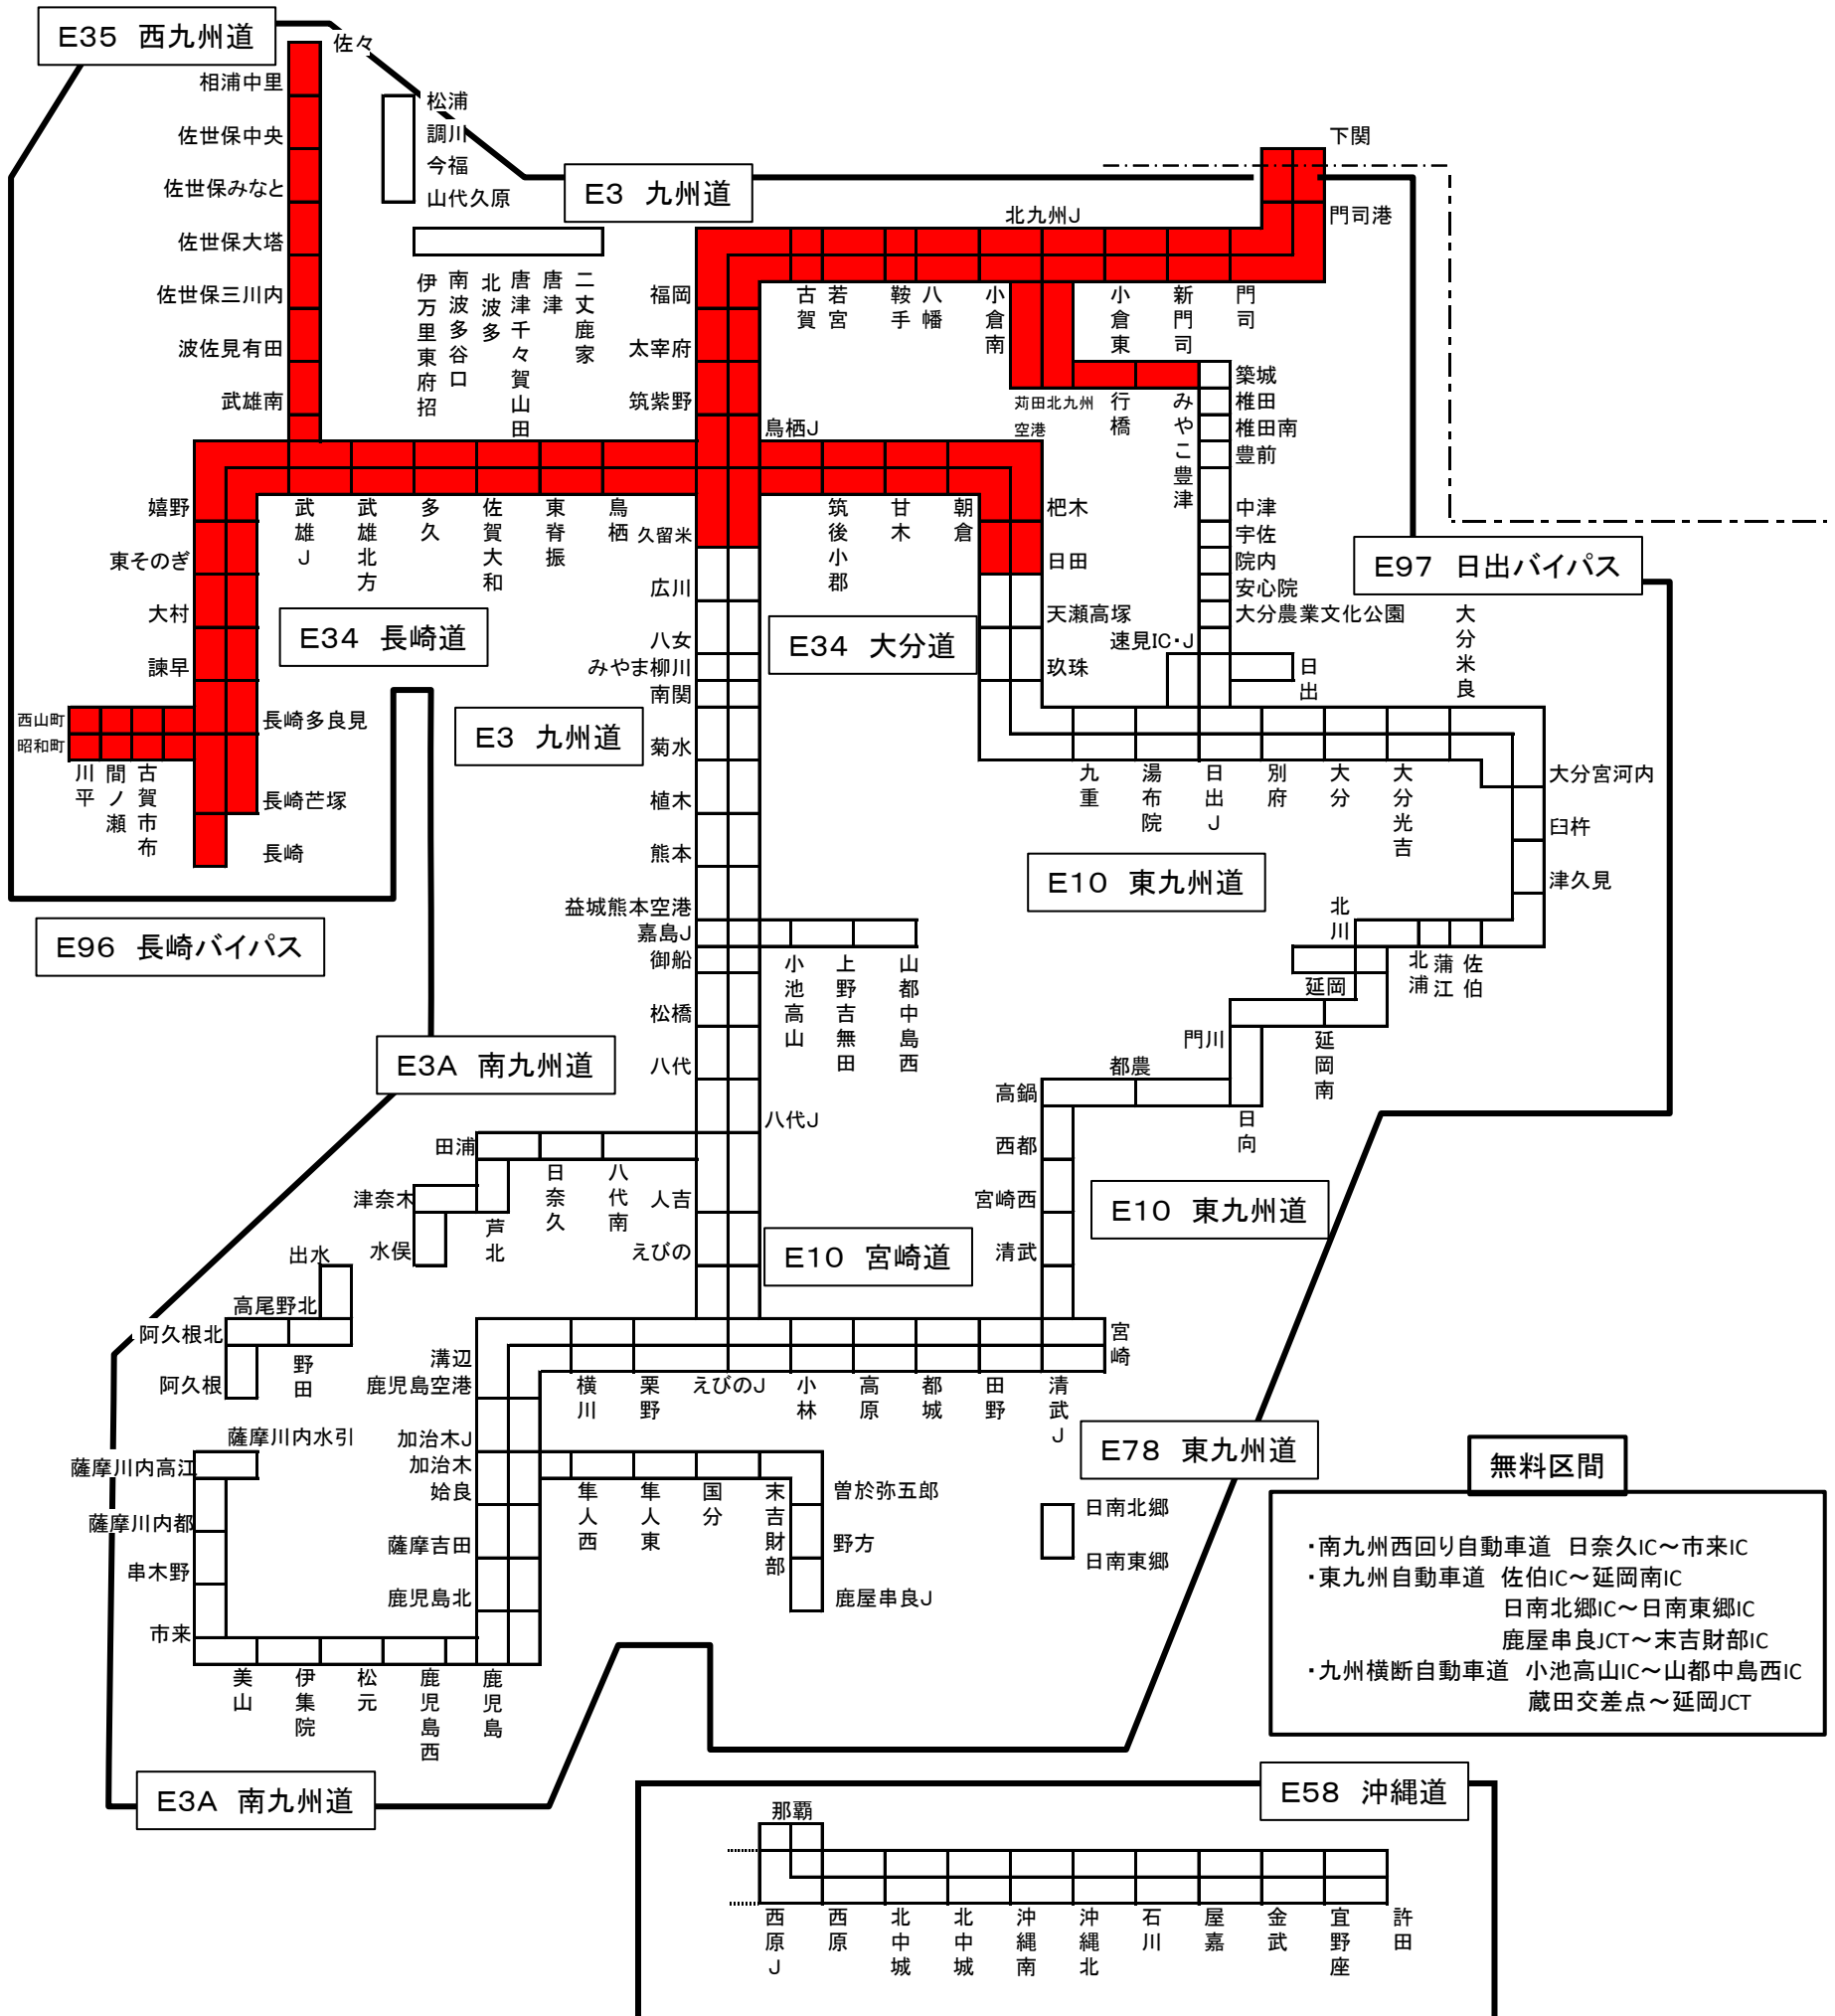 E35 西九州道
佐々
相浦中里
佐世保中央
佐世保みなと
佐世保大塔
佐世保三川内
波佐見有田
武雄南
松浦
調川
今福
山代久原
E3 九州道
伊万里東府招
南波多谷口
北波多
唐津千々賀山田
唐津
二丈鹿家
下関
門司港
北九州J
福岡
太宰府
筑紫野
鳥栖J
古賀
若宮
鞍手
八幡
小倉南
小倉東
新門司
門司
苅田北九州
空港
行橋
みやこ豊津
築城
椎田
椎田南
豊前
中津
宇佐
院内
安心院
大分農業文化公園
速見IC・J
日出
E97 日出バイパス
大分米良
嬉野
東そのぎ
大村
諫早
武雄J
武雄北方
多久
佐賀大和
東脊振
鳥栖
久留米
筑後小郡
甘木
朝倉
杷木
日田
天瀬高塚
玖珠
E34 長崎道
E34 大分道
広川
八女
みやま柳川
南関
菊水
植木
熊本
益城熊本空港
嘉島J
御船
松橋
八代
八代J
人吉
えびの
西山町
昭和町
川平
間ノ瀬
古賀市布
長崎多良見
長崎芒塚
長崎
E3 九州道
九重
湯布院
日出J
別府
大分
大分光吉
大分宮河内
臼杵
津久見
E10 東九州道
E96 長崎バイパス
小池高山
上野吉無田
山都中島西
北川
延岡
北浦
蒲江
佐伯
延岡南
門川
日向
都農
高鍋
西都
宮崎西
清武
E3A 南九州道
田浦
日奈久
八代南
津奈木
芦北
水俣
出水
高尾野北
阿久根北
野田
阿久根
E10 宮崎道
E10 東九州道
溝辺
鹿児島空港
横川
栗野
えびのJ
小林
高原
都城
田野
清武J
宮崎
薩摩川内水引
薩摩川内高江
薩摩川内都
串木野
市来
加治木J
加治木
姶良
薩摩吉田
鹿児島北
隼人西
隼人東
国分
末吉財部
曽於弥五郎
野方
鹿屋串良J
E78 東九州道
日南北郷
日南東郷
美山
伊集院
松元
鹿児島西
鹿児島
E3A 南九州道
無料区間
・南九州西回り自動車道 日奈久IC～市来IC
・東九州自動車道 佐伯IC～延岡南IC
日南北郷IC～日南東郷IC
鹿屋串良JCT～末吉財部IC
・九州横断自動車道 小池高山IC～山都中島西IC
蔵田交差点～延岡JCT
E58 沖縄道
那覇
西原J
西原
北中城
北中城
沖縄南
沖縄北
石川
屋嘉
金武
宜野座
許田